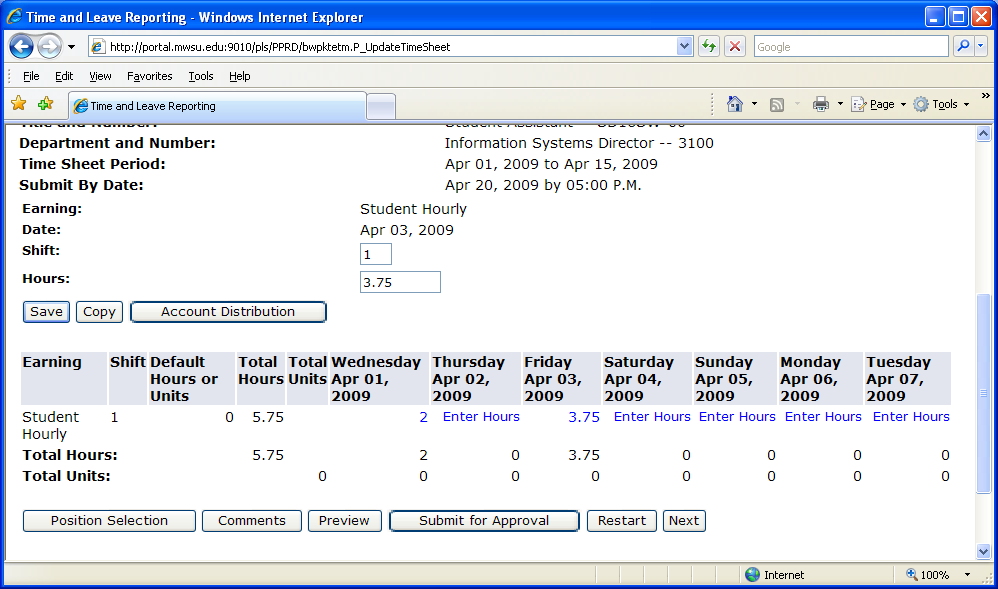 Time and Leave Reporting - Windows Internet Explorer
http://portal.mwsu.edu:9010/pls/PPRD/bwpktetm.P_UpdateTimeSheet
Google
File Edit View Favorites Tools Help
Time and Leave Reporting
Page Tools »
Title and Number:
Department and Number: Information Systems Director -- 3100
Time Sheet Period: Apr 01, 2009 to Apr 15, 2009
Submit By Date: Apr 20, 2009 by 05:00 P.M.
Earning: Student Hourly
Date: Apr 03, 2009
Shift: 1
Hours: 3.75
Save Copy Account Distribution
Earning Shift Default Total Total Wednesday Thursday Friday Saturday Sunday Monday Tuesday
Hours or Hours Units Apr 01, Apr 02, Apr 03, Apr 04, Apr 05, Apr 06, Apr 07,
Units 2009 2009 2009 2009 2009 2009 2009
Student 1 0 5.75 2 Enter Hours 3.75 Enter Hours Enter Hours Enter Hours Enter Hours
Hourly
Total Hours: 5.75 2 0 3.75 0 0 0 0
Total Units: 0 0 0 0 0 0 0 0
Position Selection Comments Preview Submit for Approval Restart Next
Internet 100%